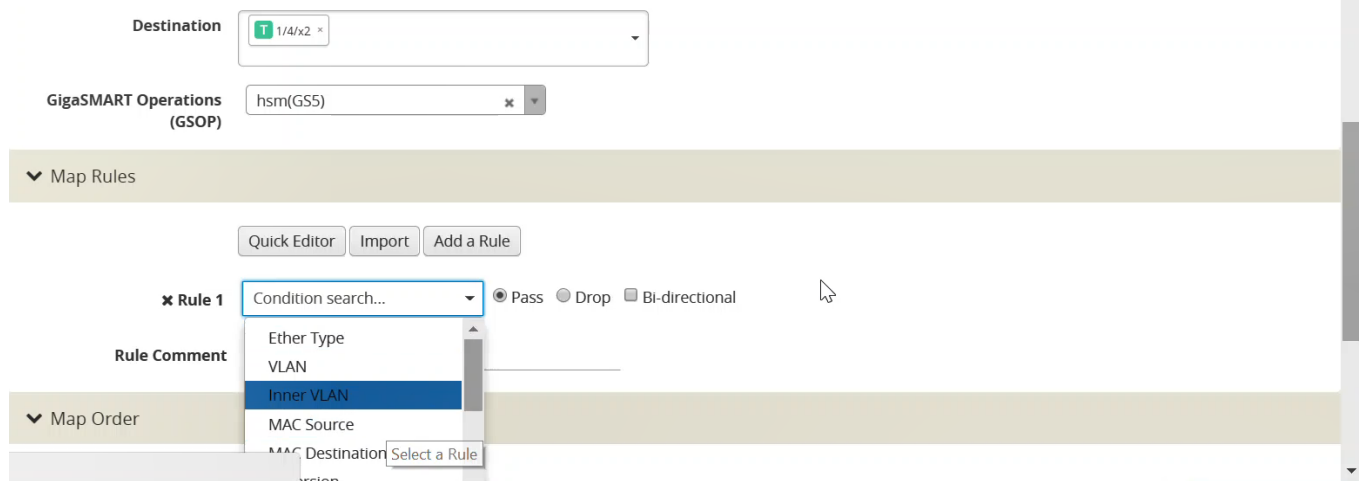 Destination
T 1/4/x2 ×
GigaSMART Operations
(GSOP)
hsm(GS5)
Map Rules
Quick Editor Import Add a Rule
Rule 1 Condition search... Pass Drop Bi-directional
Ether Type
Rule Comment
VLAN
Inner VLAN
Map Order
MAC Source
MAC Destination
Select a Rule